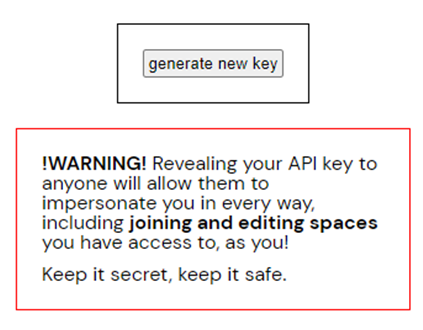 generate new key
!WARNING! Revealing your API key to
anyone will allow them to
impersonate you in every way,
including joining and editing spaces
you have access to, as you!
Keep it secret, keep it safe.